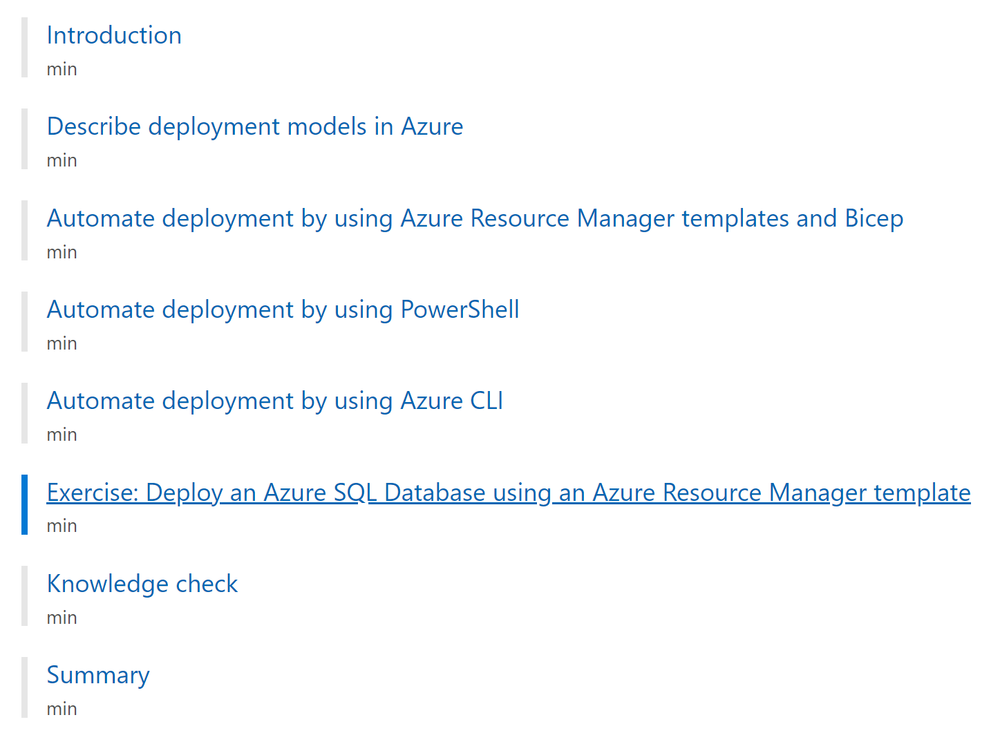 Introduction
min
Describe deployment models in Azure
min
Automate deployment by using Azure Resource Manager templates and Bicep
min
Automate deployment by using PowerShell
min
Automate deployment by using Azure CLI
min
Exercise: Deploy an Azure SQL Database using an Azure Resource Manager template
min
Knowledge check
min
Summary
min